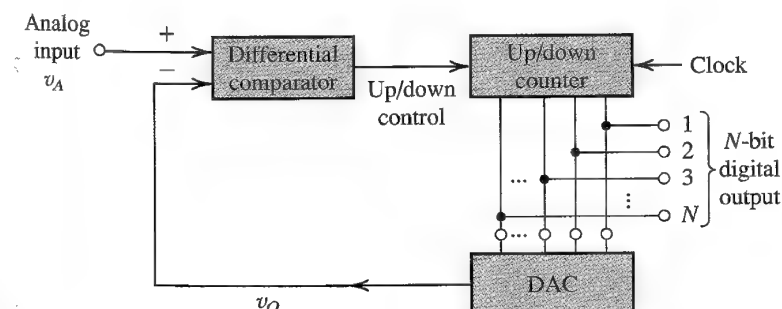 Analog
input
v_A
+
−
Differential
comparator
Up/down
control
Up/down
counter
Clock
1
2
3
N
...
...
...
N-bit
digital
output
DAC
v_O